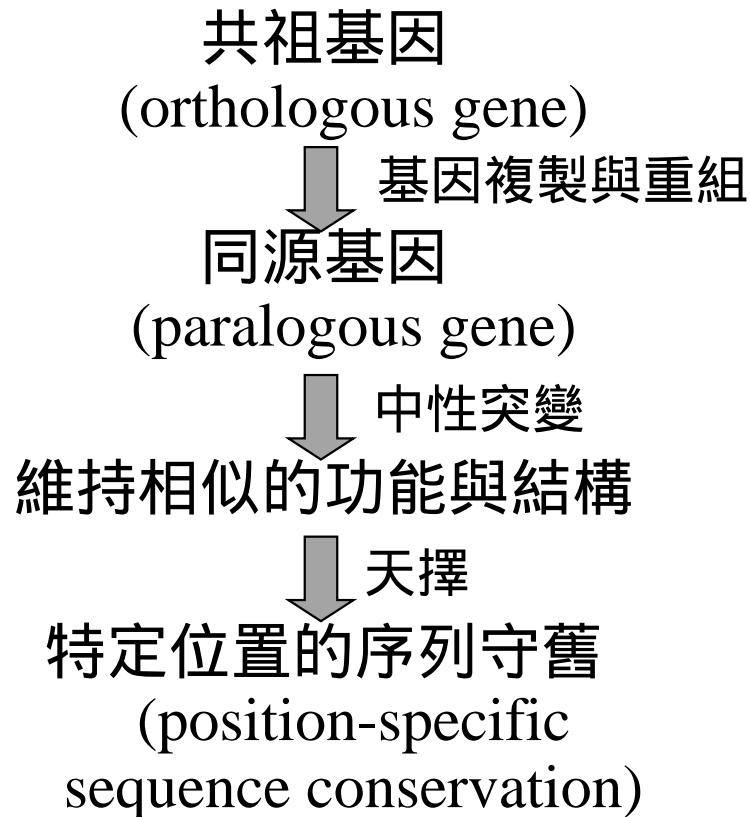 共祖基因
(orthologous gene)
基因複製與重組
同源基因
(paralogous gene)
中性突變
維持相似的功能與結構
天擇
特定位置的序列守舊
(position-specific
sequence conservation)